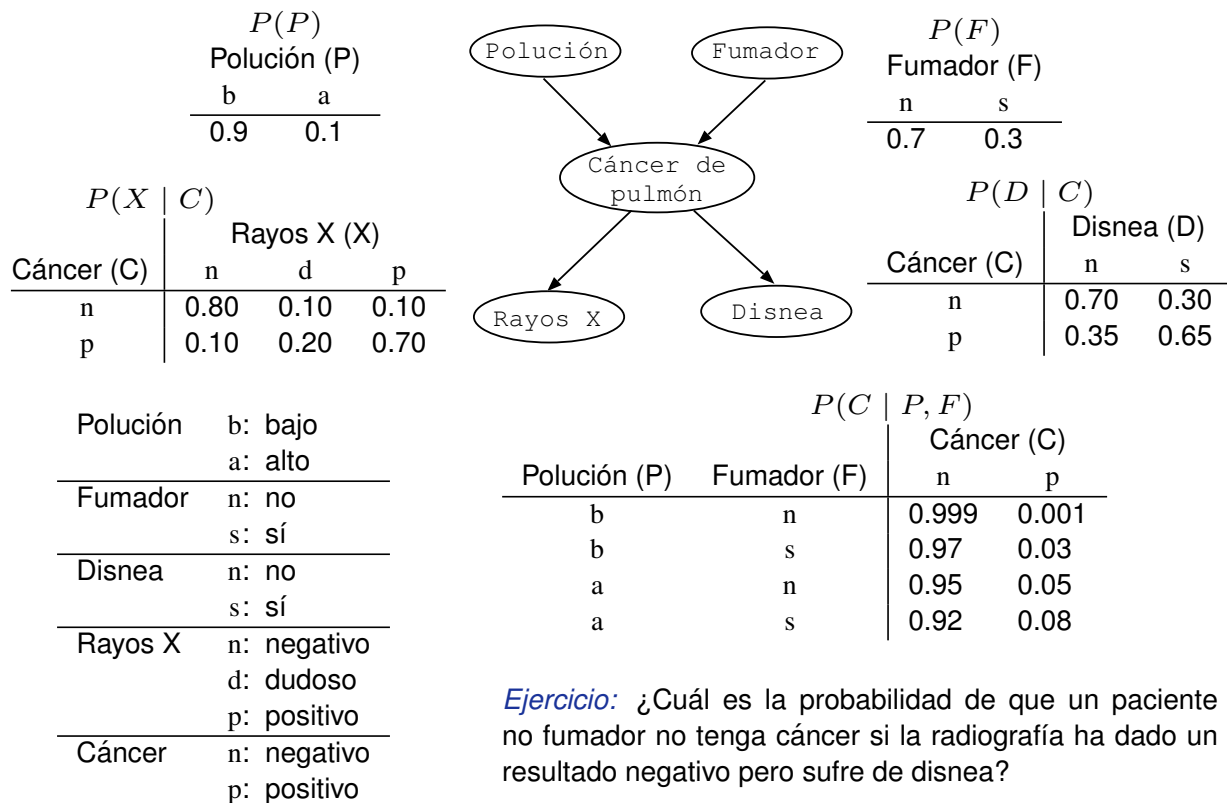 P(P)
Polución (P)
b a
0.9 0.1
Polución
Fumador
Cáncer de
pulmón
Rayos X
Disnea
P(F)
Fumador (F)
n s
0.7 0.3
P(X | C)
Rayos X (X)
Cáncer (C) n d p
n 0.80 0.10 0.10
p 0.10 0.20 0.70
P(D | C)
Disnea (D)
Cáncer (C) n s
n 0.70 0.30
p 0.35 0.65
Polución b: bajo
a: alto
Fumador n: no
s: sí
Disnea n: no
s: sí
Rayos X n: negativo
d: dudoso
p: positivo
Cáncer n: negativo
p: positivo
P(C | P, F)
Cáncer (C)
Polución (P) Fumador (F) n p
b n 0.999 0.001
b s 0.97 0.03
a n 0.95 0.05
a s 0.92 0.08
Ejercicio: ¿Cuál es la probabilidad de que un paciente
no fumador no tenga cáncer si la radiografía ha dado un
resultado negativo pero sufre de disnea?